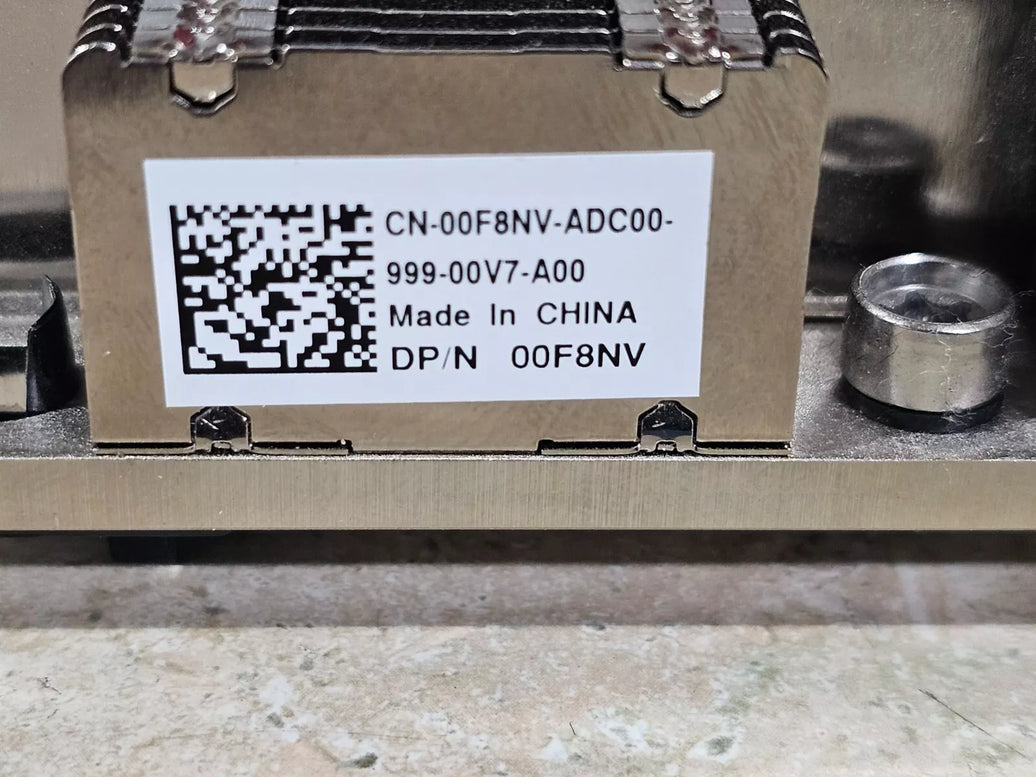 CN-00F8NV-ADC00-
999-00V7-A00
Made In CHINA
DP/N 00F8NV